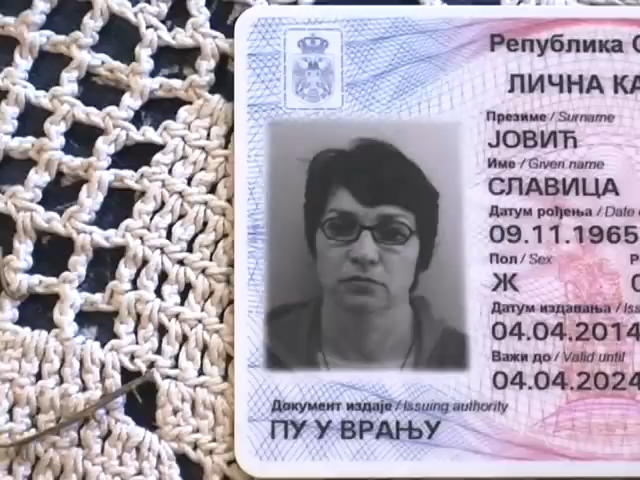 Република
ЛИЧНА
Презиме / Surname
ЈОВИЋ
Име / Given name
СЛАВИЦА
Датум рођења / Date
09.11.1965
Пол / Sex
Ж
Датум издавања /
04.04.2014
Важи до / Valid until
04.04.2024
Документ издаје / Issuing authority
ПУ У ВРАЊУ